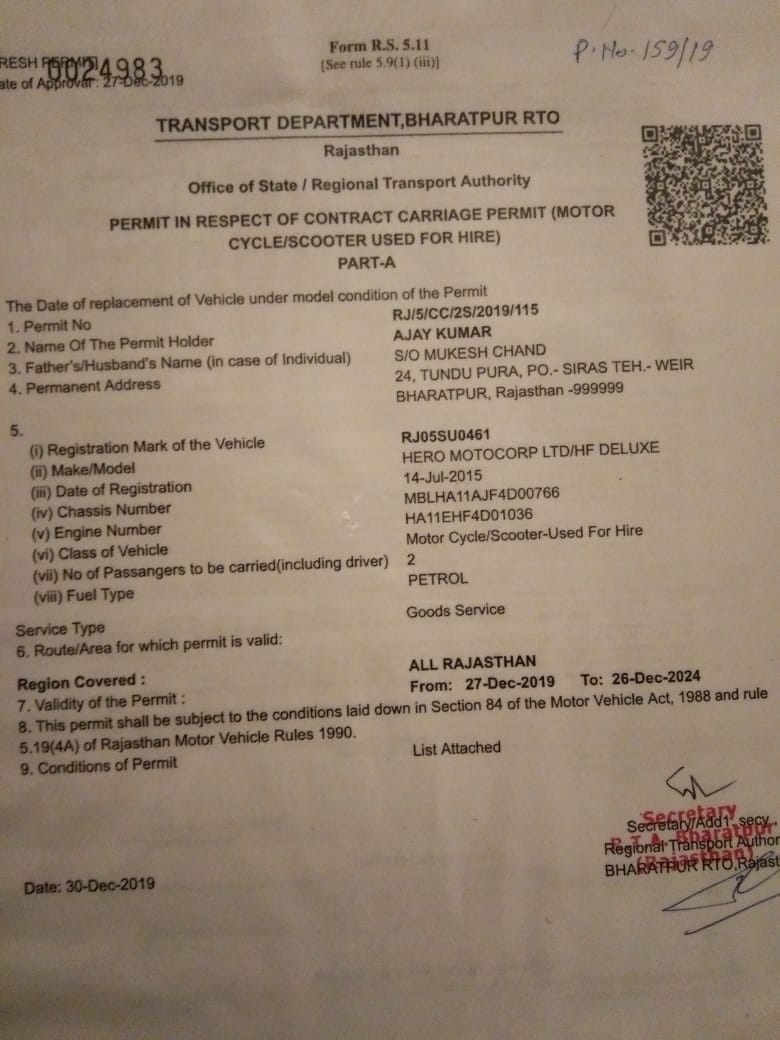 Form R.S. 5.11
[See rule 5.9(1) (iii)]
P.No- 159/19
RESH PERMIT
0024983
ate of Approval : 27-Dec-2019
TRANSPORT DEPARTMENT,BHARATPUR RTO
Rajasthan
Office of State / Regional Transport Authority
PERMIT IN RESPECT OF CONTRACT CARRIAGE PERMIT (MOTOR
CYCLE/SCOOTER USED FOR HIRE)
PART-A
The Date of replacement of Vehicle under model condition of the Permit
1. Permit No RJ/5/CC/2S/2019/115
2. Name Of The Permit Holder AJAY KUMAR
3. Father's/Husband's Name (in case of Individual) S/O MUKESH CHAND
4. Permanent Address 24, TUNDU PURA, PO.- SIRAS TEH.- WEIR
BHARATPUR, Rajasthan -999999
5.
(i) Registration Mark of the Vehicle RJ05SU0461
(ii) Make/Model HERO MOTOCORP LTD/HF DELUXE
(iii) Date of Registration 14-Jul-2015
(iv) Chassis Number MBLHA11AJF4D00766
(v) Engine Number HA11EHF4D01036
(vi) Class of Vehicle Motor Cycle/Scooter-Used For Hire
(vii) No of Passangers to be carried(including driver) 2
(viii) Fuel Type PETROL
Service Type Goods Service
6. Route/Area for which permit is valid:
Region Covered : ALL RAJASTHAN
7. Validity of the Permit : From: 27-Dec-2019 To: 26-Dec-2024
8. This permit shall be subject to the conditions laid down in Section 84 of the Motor Vehicle Act, 1988 and rule
5.19(4A) of Rajasthan Motor Vehicle Rules 1990.
9. Conditions of Permit List Attached
Secretary
Secretary/Add1. secy.
R.T.A. Bharatpur
Regional Transport Author
(Rajasthan)
BHARATPUR RTO,Rajast
Date: 30-Dec-2019